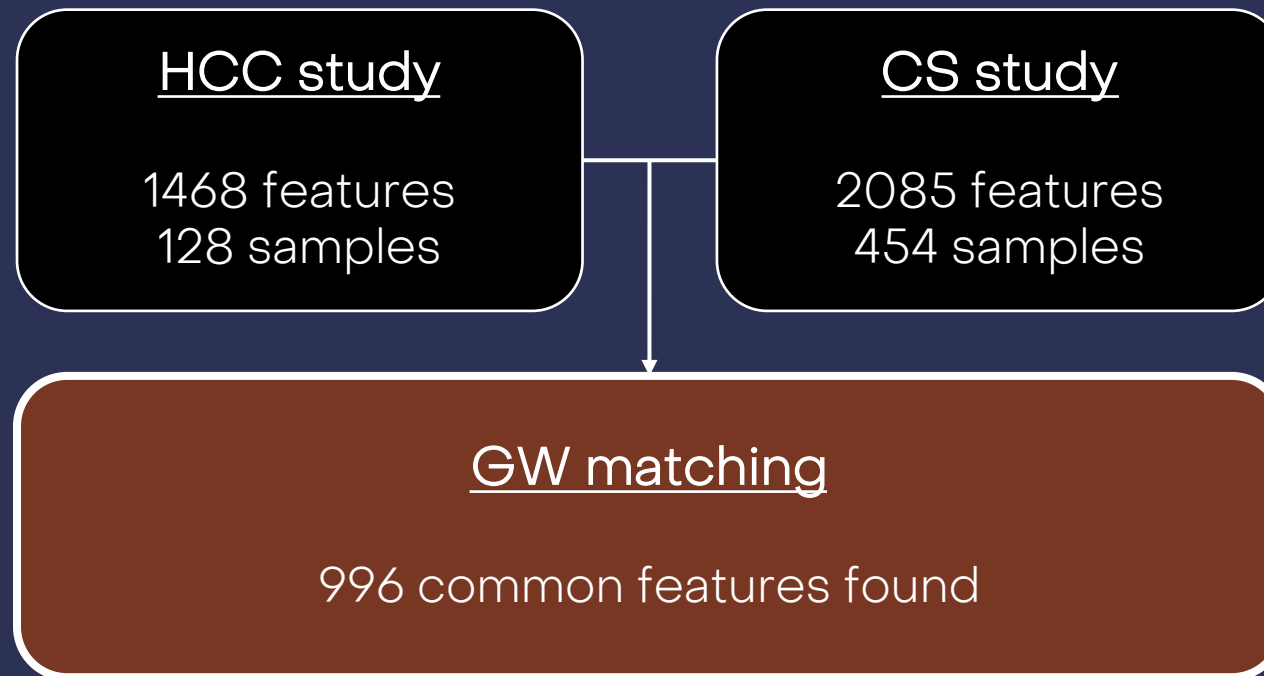 HCC study
1468 features
128 samples
CS study
2085 features
454 samples
GW matching
996 common features found